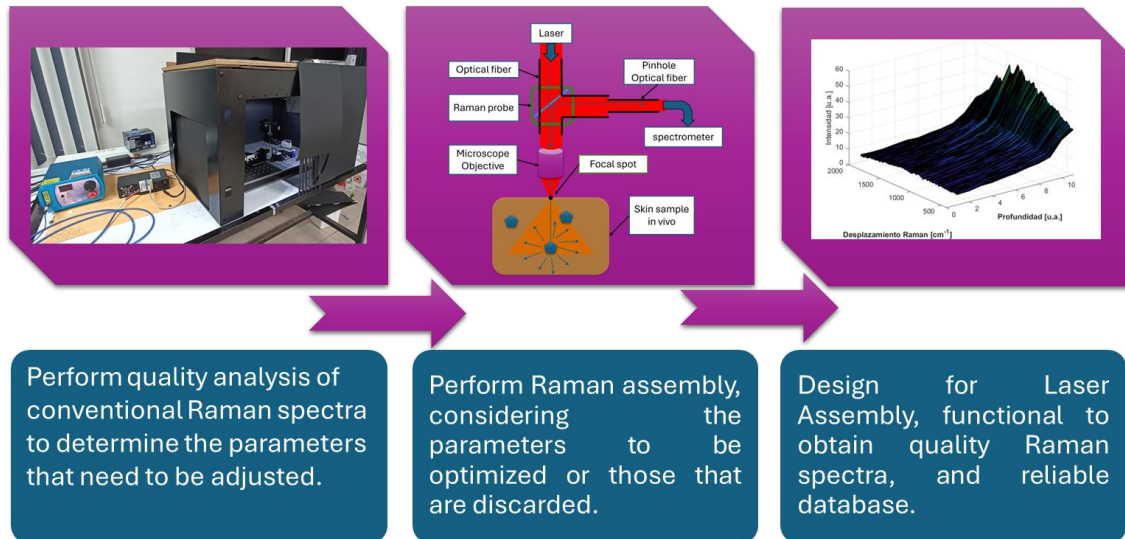 Laser
Optical fiber
Pinhole
Optical fiber
Raman probe
spectrometer
Microscope
Objective
Focal spot
Skin sample
in vivo
60
50
40
30
20
10
0
Intensidad [u.a.]
2000
1500
1000
500
0
2
4
6
8
10
Profundidad [u.a.]
Desplazamiento Raman [cm⁻¹]
Perform quality analysis of
conventional Raman spectra
to determine the parameters
that need to be adjusted.
Perform Raman assembly,
considering the
parameters to be
optimized or those that
are discarded.
Design for Laser
Assembly, functional to
obtain quality Raman
spectra, and reliable
database.